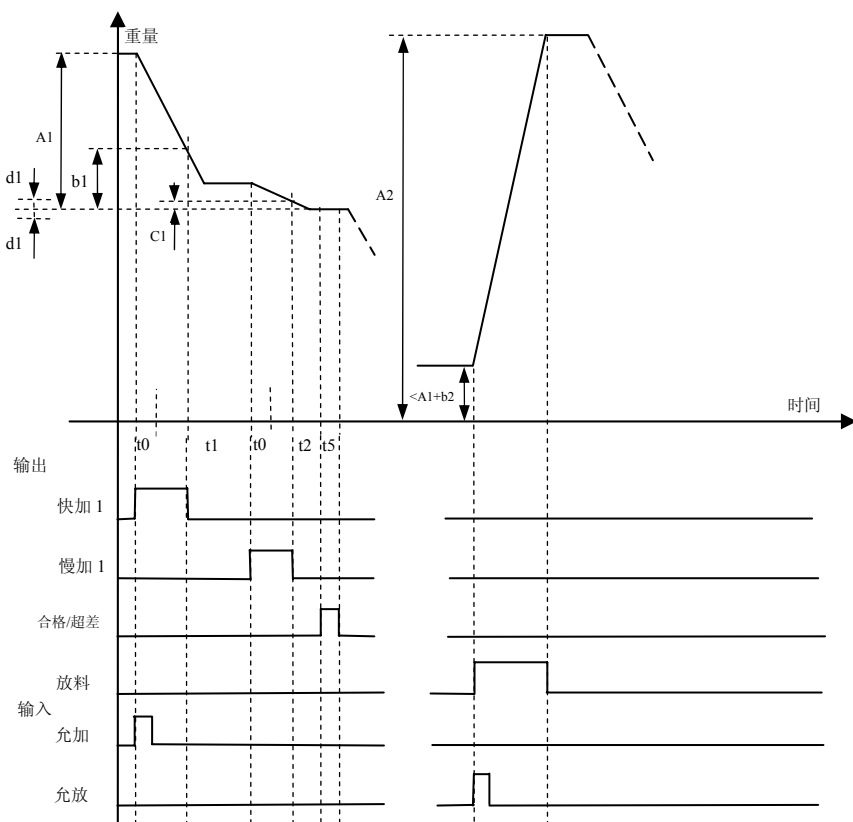 重量
A1
d1
b1
d1
C1
A2
<A1+b2
时间
t0
t1
t0
t2
t5
输出
快加 1
慢加 1
合格/超差
放料
输入
允加
允放